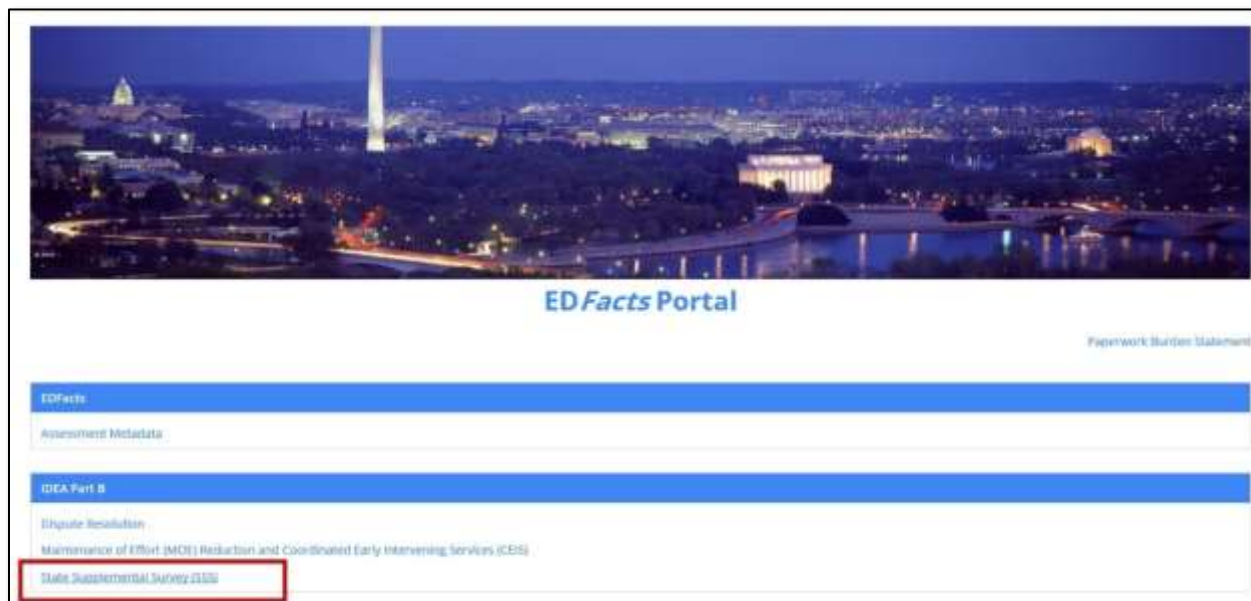 EDFacts Portal
Paperwork Burden Statement
EDFacts
Assessment Metadata
IDEA Part B
Dispute Resolution
Maintenance of Effort (MOE) Reduction and Coordinated Early Intervening Services (CEIS)
State Supplemental Survey (SSS)